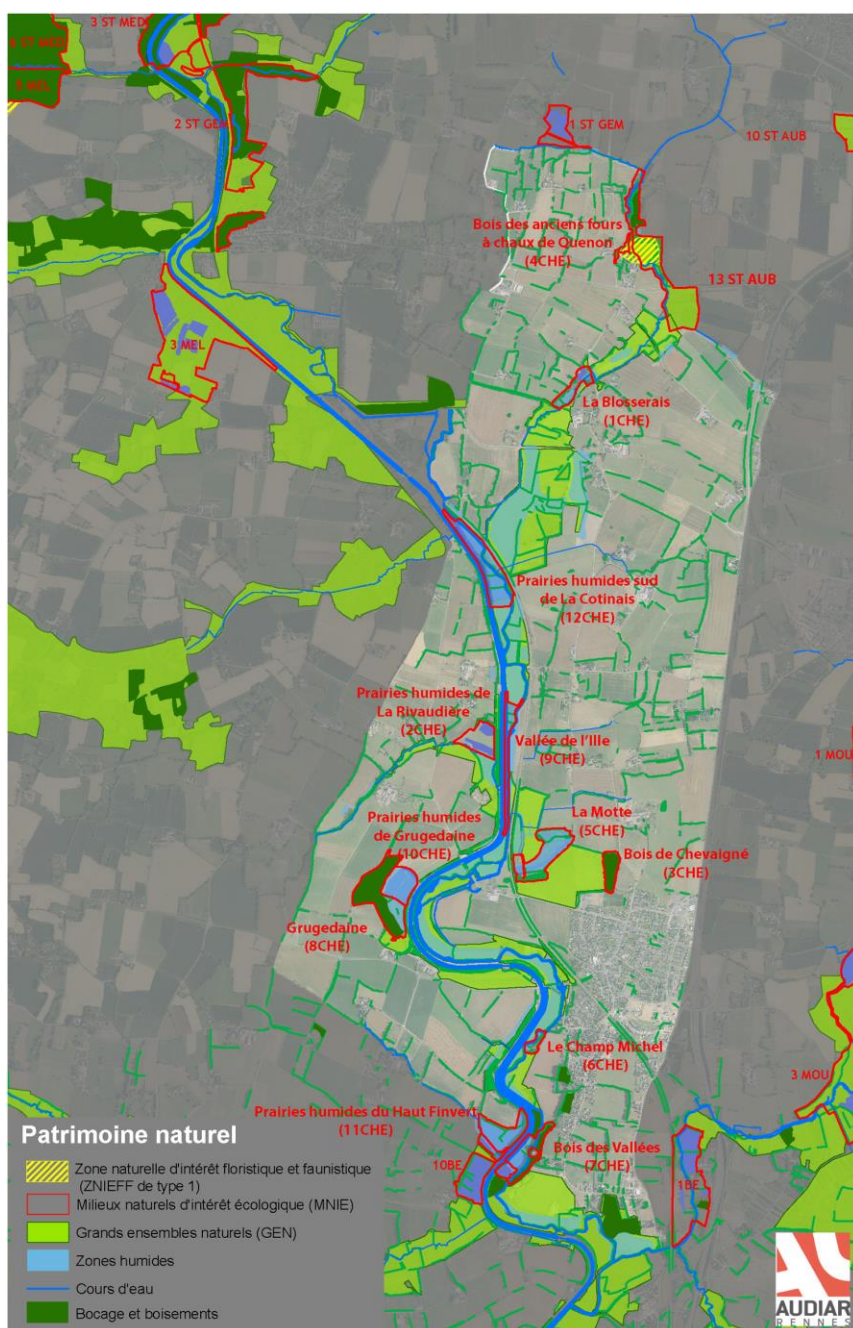 3 ST MED
4 ST MED
5 MEL
2 ST GEM
1 ST GEM
10 ST AUB
Bois des anciens fours
à chaux de Quenon
(4CHE)
13 ST AUB
3 MEL
La Blosserais
(1CHE)
Prairies humides sud
de La Cotinais
(12CHE)
Prairies humides de
La Rivaudière
(2CHE)
Vallée de l'Ille
(9CHE)
1 MOU
Prairies humides
de Grugedaine
(10CHE)
La Motte
(5CHE)
Bois de Chevaigné
(3CHE)
Grugedaine
(8CHE)
Le Champ Michel
(6CHE)
3 MOU
Prairies humides du Haut Finvert
(11CHE)
Bois des Vallées
(7CHE)
10BE
1BE
Patrimoine naturel
Zone naturelle d'intérêt floristique et faunistique
(ZNIEFF de type 1)
Milieux naturels d'intérêt écologique (MNIE)
Grands ensembles naturels (GEN)
Zones humides
Cours d'eau
Bocage et boisements
AUDIAR
RENNES